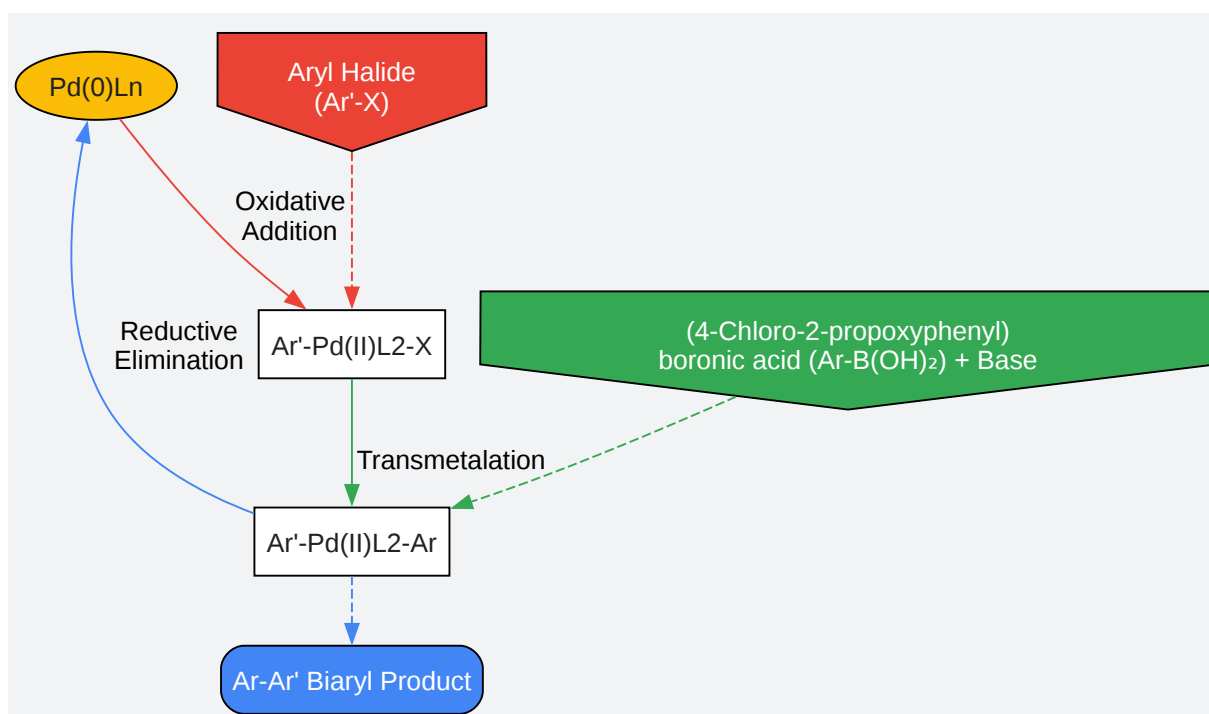 Pd(0)Ln
Aryl Halide
(Ar'-X)
Oxidative
Addition
Ar'-Pd(II)L2-X
Reductive
Elimination
(4-Chloro-2-propoxyphenyl)
boronic acid (Ar-B(OH)₂) + Base
Transmetalation
Ar'-Pd(II)L2-Ar
Ar-Ar' Biaryl Product